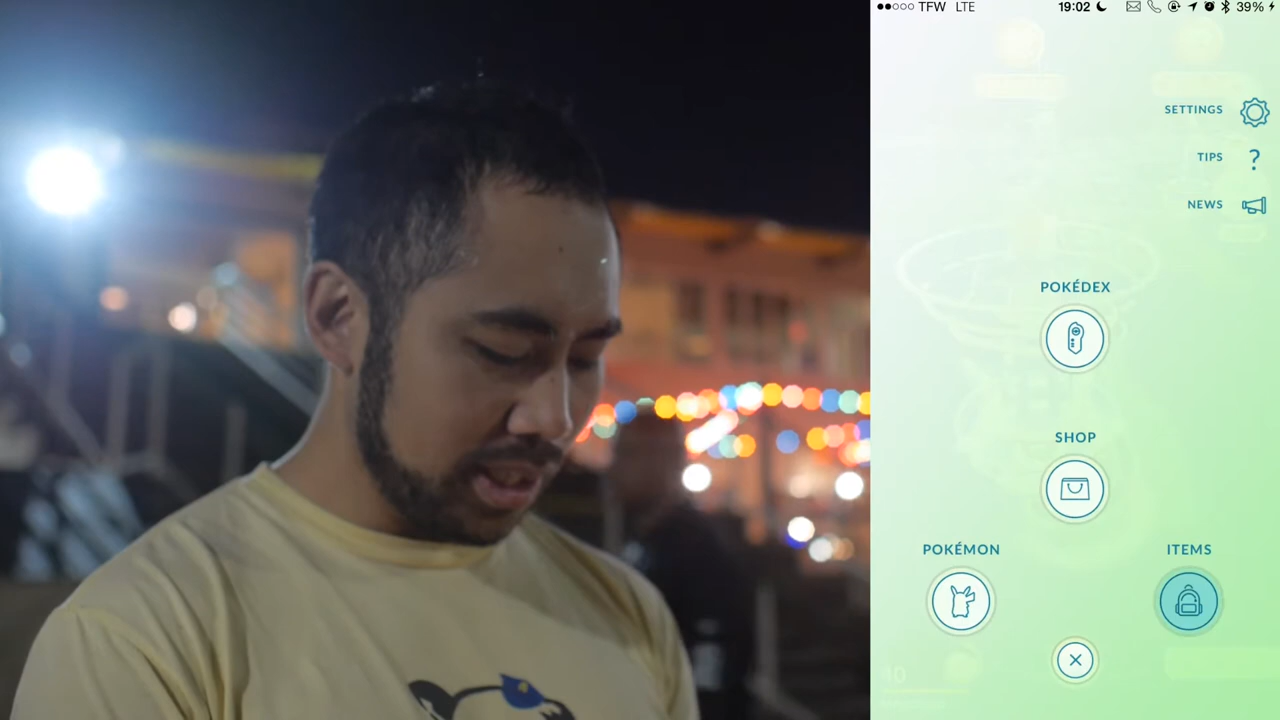 TFW LTE 19:02 39%
SETTINGS
TIPS
?
NEWS
POKÉDEX
SHOP
POKÉMON
ITEMS